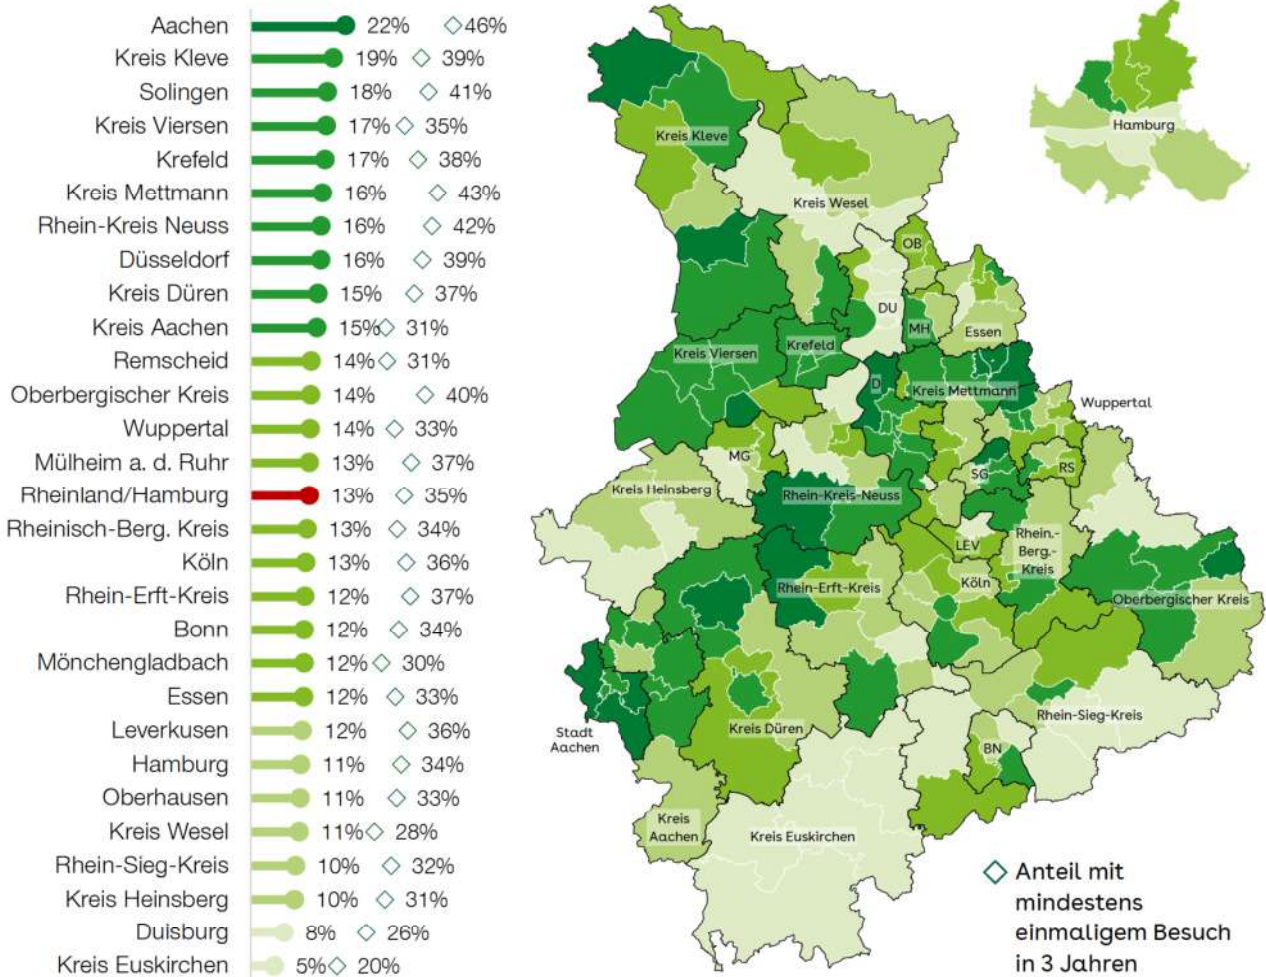 Aachen 22% 46%
Kreis Kleve 19% 39%
Solingen 18% 41%
Kreis Viersen 17% 35%
Krefeld 17% 38%
Kreis Mettmann 16% 43%
Rhein-Kreis Neuss 16% 42%
Düsseldorf 16% 39%
Kreis Düren 15% 37%
Kreis Aachen 15% 31%
Remscheid 14% 31%
Oberbergischer Kreis 14% 40%
Wuppertal 14% 33%
Mülheim a. d. Ruhr 13% 37%
Rheinland/Hamburg 13% 35%
Rheinisch-Berg. Kreis 13% 34%
Köln 13% 36%
Rhein-Erft-Kreis 12% 37%
Bonn 12% 34%
Mönchengladbach 12% 30%
Essen 12% 33%
Leverkusen 12% 36%
Hamburg 11% 34%
Oberhausen 11% 33%
Kreis Wesel 11% 28%
Rhein-Sieg-Kreis 10% 32%
Kreis Heinsberg 10% 31%
Duisburg 8% 26%
Kreis Euskirchen 5% 20%
Hamburg
Kreis Kleve
Kreis Wesel
OB
DU
MH
Essen
Kreis Viersen
Krefeld
D
Kreis Mettmann
Wuppertal
MG
SG
RS
Kreis Heinsberg
Rhein-Kreis-Neuss
LEV
Rhein.-
Berg.-
Kreis
Rhein-Erft-Kreis
Köln
Oberbergischer Kreis
Stadt
Aachen
Kreis Düren
Rhein-Sieg-Kreis
BN
Kreis
Aachen
Kreis Euskirchen
Anteil mit
mindestens
einmaligem Besuch
in 3 Jahren